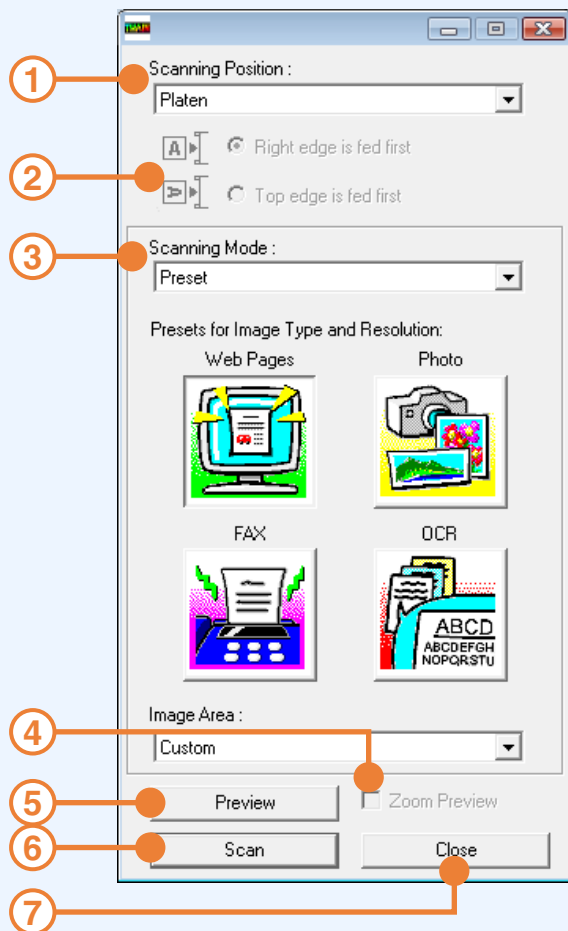 TWAIN
1
Scanning Position :
Platen
A
Right edge is fed first
2
A
Top edge is fed first
3
Scanning Mode :
Preset
Presets for Image Type and Resolution:
Web Pages
Photo
FAX
OCR
ABCD
ABCDEFGH
NOPQRSTU
Image Area :
4
Custom
5
Preview
Zoom Preview
6
Scan
Close
7